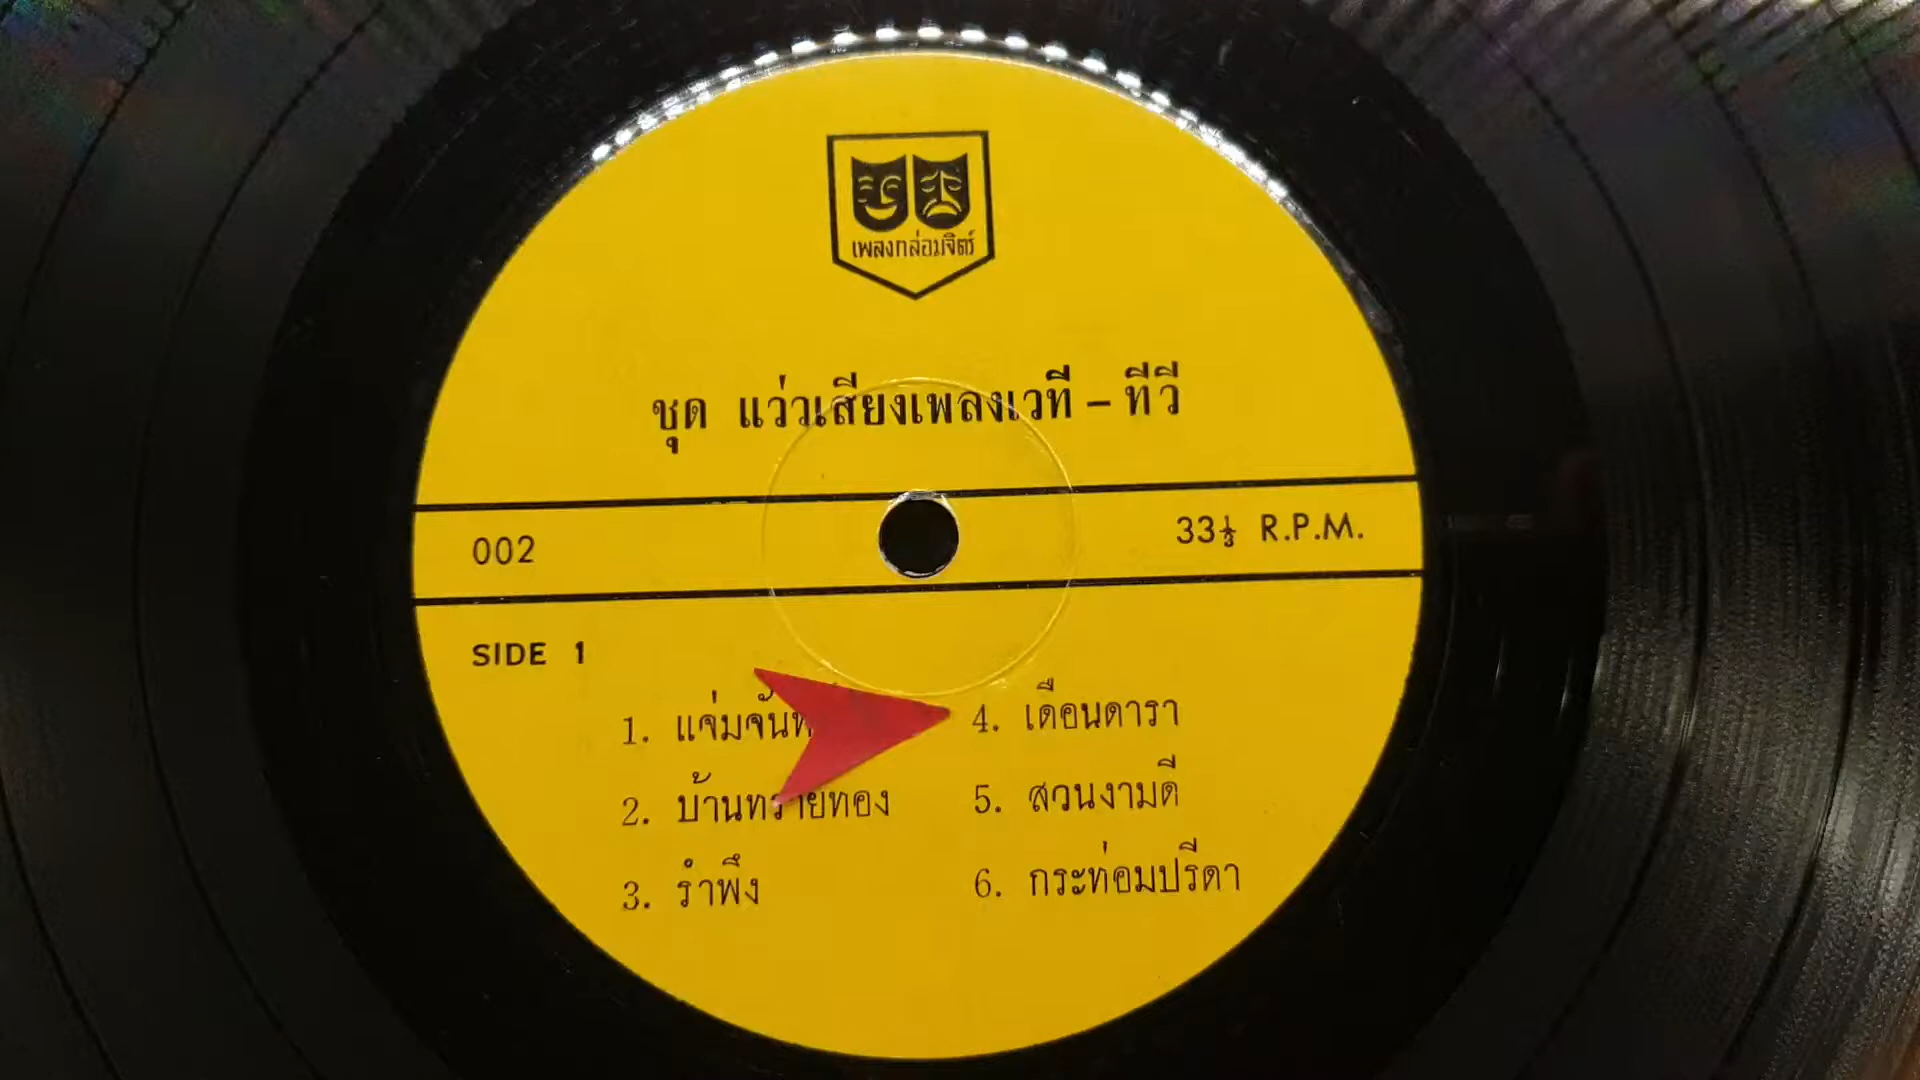 เพลงกล่อมจิตร์
ชุด แว่วเสียงเพลงเวที – ทีวี
002
33⅓ R.P.M.
SIDE 1
1.
2. บ้านทรายทอง
3. รำพึง
4. เดือนดารา
5. สวนงามดี
6. กระท่อมปรีดา